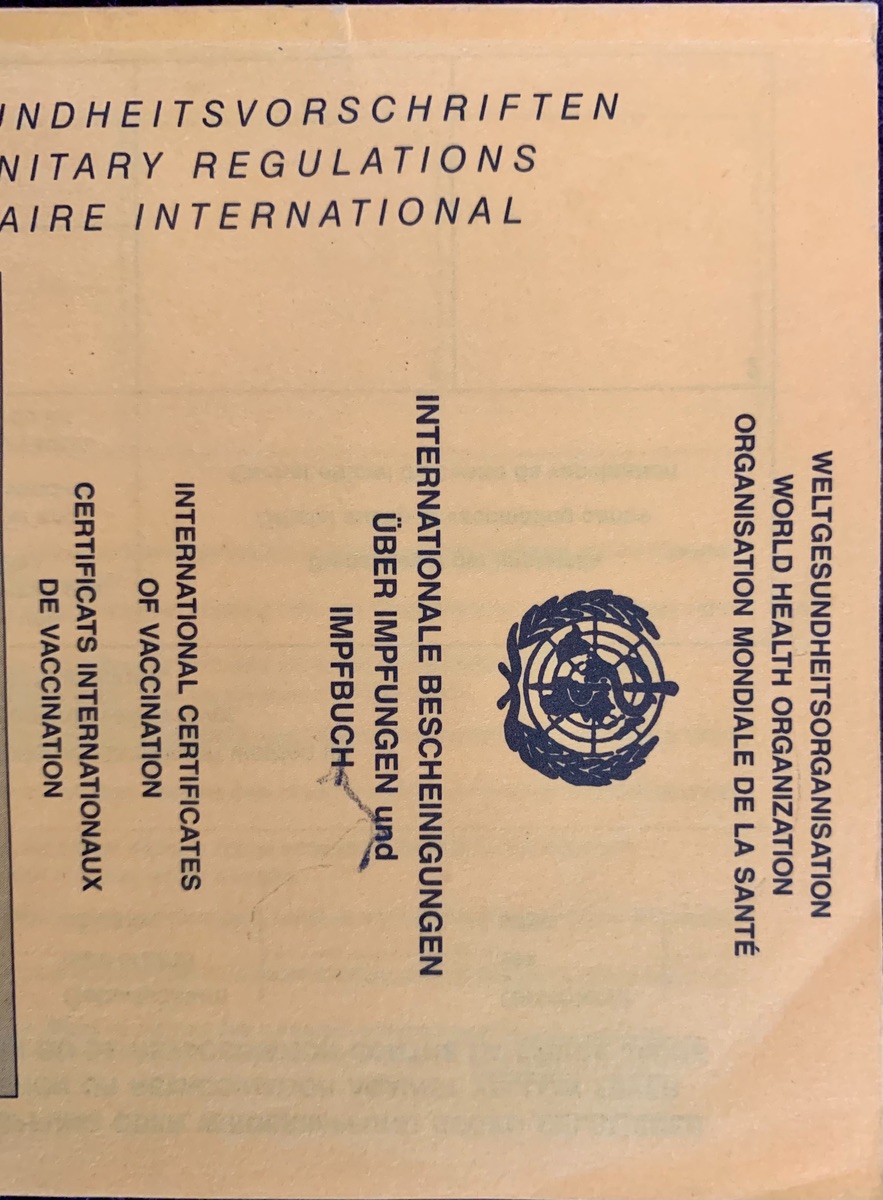 UNDHEITSVORSCHRIFTEN
NITARY REGULATIONS
AIRE INTERNATIONAL
WELTGESUNDHEITSORGANISATION
WORLD HEALTH ORGANIZATION
ORGANISATION MONDIALE DE LA SANTÉ
INTERNATIONALE BESCHEINIGUNGEN
ÜBER IMPFUNGEN und
IMPFBUCH
INTERNATIONAL CERTIFICATES
OF VACCINATION
CERTIFICATS INTERNATIONAUX
DE VACCINATION